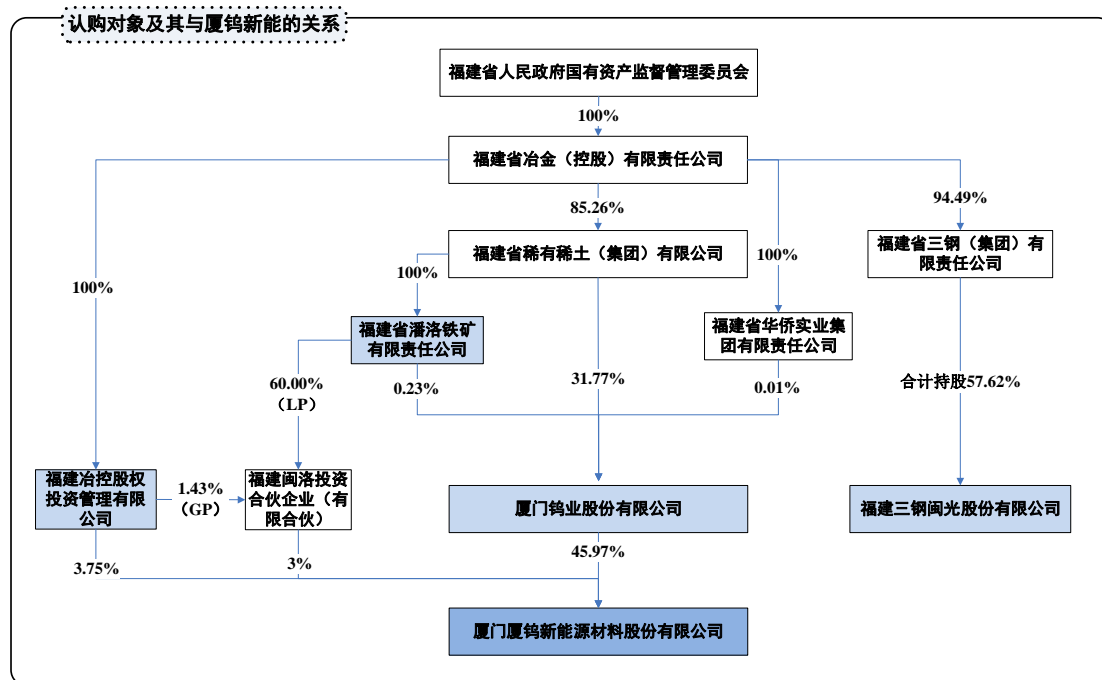 认购对象及其与厦钨新能的关系
福建省人民政府国有资产监督管理委员会
100%
福建省冶金（控股）有限责任公司
85.26%
94.49%
福建省稀有稀土（集团）有限公司
福建省三钢（集团）有
限责任公司
100%
100%
100%
福建省潘洛铁矿
有限责任公司
福建省华侨实业集
团有限责任公司
60.00%
（LP）
0.23%
31.77%
0.01%
合计持股57.62%
福建冶控股权
投资管理有限
公司
1.43%
（GP）
福建闽洛投资
合伙企业（有
限合伙）
厦门钨业股份有限公司
福建三钢闽光股份有限公司
3.75%
3%
45.97%
厦门厦钨新能源材料股份有限公司